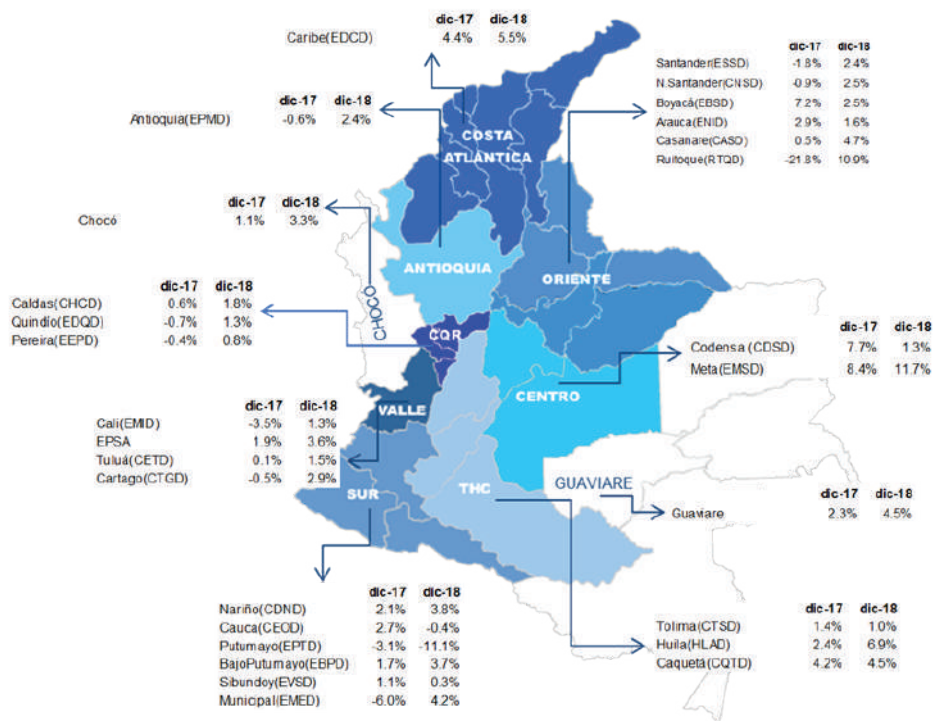 dic-17 dic-18
Caribe(EDCD) 4.4% 5.5%
dic-17 dic-18
Santander(ESSD) -1.8% 2.4%
N.Santander(CNSD) -0.9% 2.5%
Boyacá(EBSD) 7.2% 2.5%
Arauca(ENID) 2.9% 1.6%
Casanare(CASD) 0.5% 4.7%
Ruitoque(RTQD) -21.8% 10.9%
dic-17 dic-18
Antioquia(EPMD) -0.6% 2.4%
COSTA
ATLÁNTICA
dic-17 dic-18
Chocó 1.1% 3.3%
ANTIOQUIA
ORIENTE
CHOCO
dic-17 dic-18
Caldas(CHCD) 0.6% 1.8%
Quindío(EDQD) -0.7% 1.3%
Pereira(EEPD) -0.4% 0.8%
CQR
dic-17 dic-18
Codensa (CDSD) 7.7% 1.3%
Meta(EMSD) 8.4% 11.7%
CENTRO
VALLE
dic-17 dic-18
Cali(EMID) -3.5% 1.3%
EPSA 1.9% 3.6%
Tuluá(CETD) 0.1% 1.5%
Cartago(CTGD) -0.5% 2.9%
SUR
THC
GUAVIARE
dic-17 dic-18
Guaviare 2.3% 4.5%
dic-17 dic-18
Nariño(CDND) 2.1% 3.8%
Cauca(CEOD) 2.7% -0.4%
Putumayo(EPTD) -3.1% -11.1%
BajoPutumayo(EBPD) 1.7% 3.7%
Sibundoy(EVSD) 1.1% 0.3%
Municipal(EMED) -6.0% 4.2%
dic-17 dic-18
Tolima(CTSD) 1.4% 1.0%
Huila(HLAD) 2.4% 6.9%
Caquetá(CQTD) 4.2% 4.5%